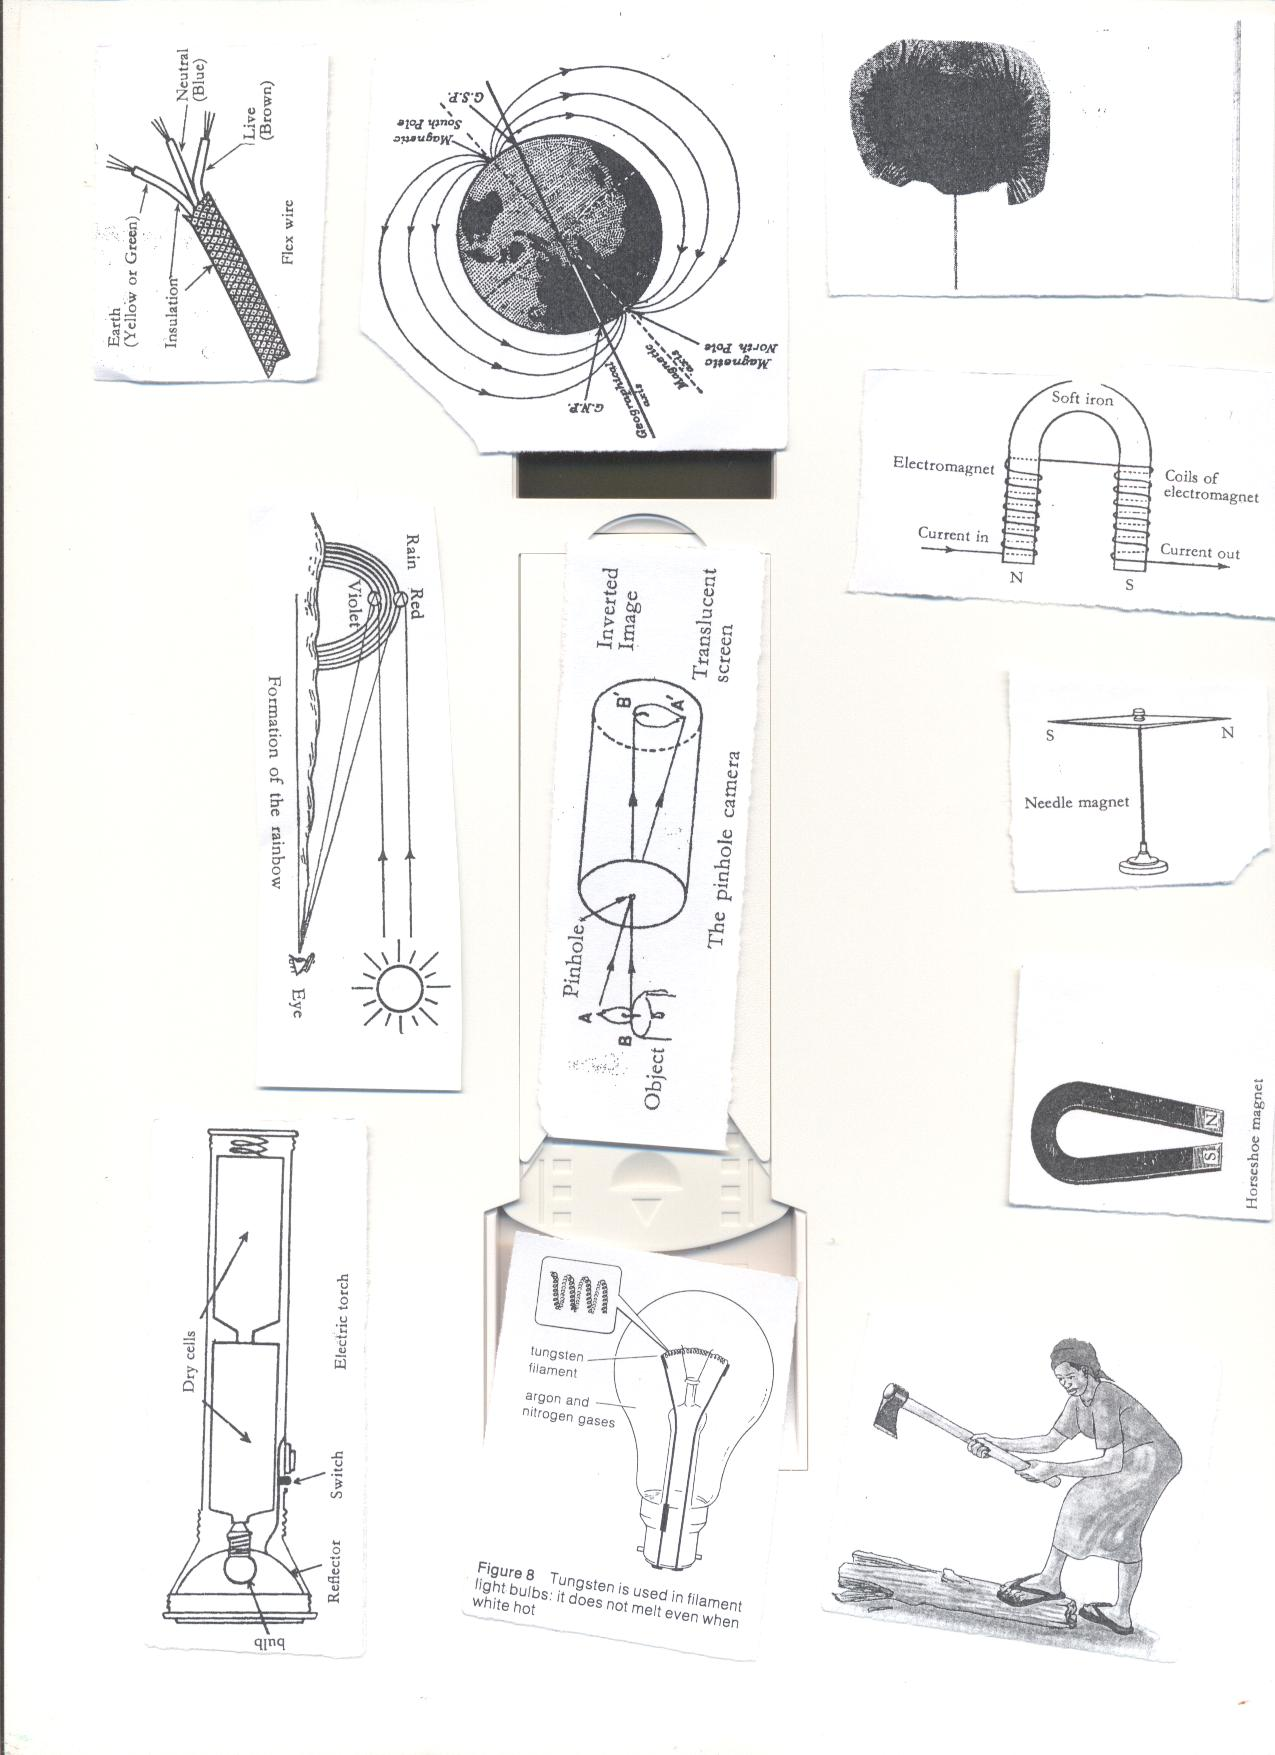 Neutral
(Blue)
Live
(Brown)
Earth
(Yellow or Green)
Insulation
Flex wire
G.S.P.
Magnetic
South Pole
Magnetic
North Pole
Magnetic
axis
G.N.P.
Geographical
axis
Soft iron
Electromagnet
Coils of
electromagnet
Current in
Current out
N
S
Rain
Red
Violet
Formation of the rainbow
Eye
Inverted
Image
Translucent
screen
B'
A'
Pinhole
A
B
Object
The pinhole camera
S
N
Needle magnet
N
S
Horseshoe magnet
Dry cells
Electric torch
Switch
Reflector
bulb
tungsten
filament
argon and
nitrogen gases
Figure 8 Tungsten is used in filament
light bulbs: it does not melt even when
white hot